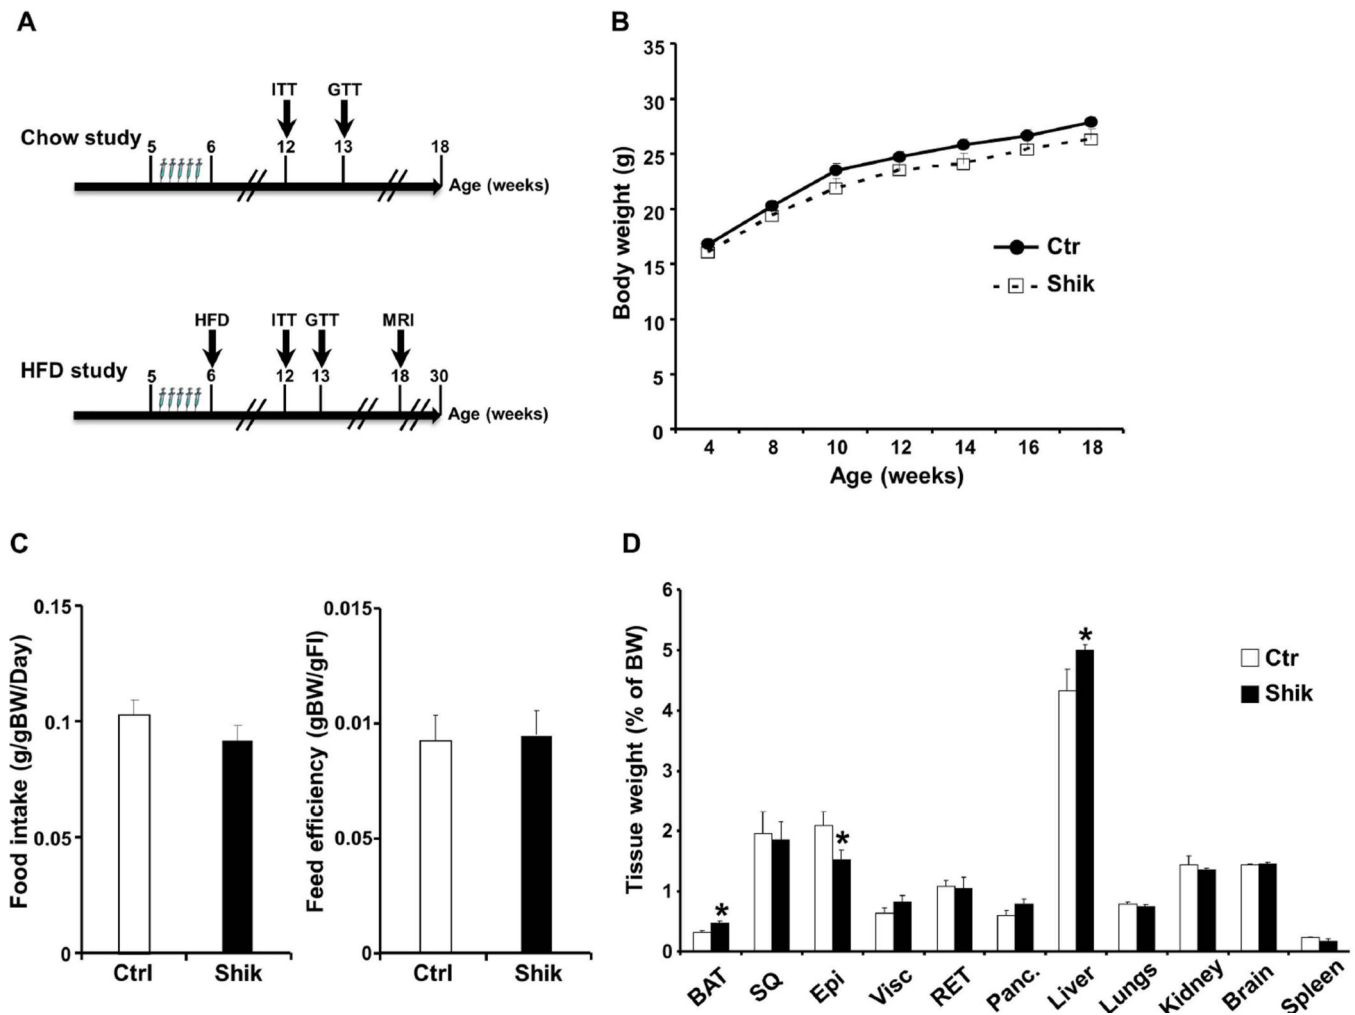 A
ITT GTT
Chow study
5 6 12 13 18
Age (weeks)
HFD ITT GTT MRI
HFD study
5 6 12 13 18 30
Age (weeks)
B
35
30
25
20
15
10
5
0
Body weight (g)
Ctr
Shik
4 8 10 12 14 16 18
Age (weeks)
C
0.15
0.1
0.05
0
Food intake (g/gBW/Day)
Ctrl Shik
0.015
0.01
0.05
0
Feed efficiency (gBW/gFI)
Ctrl Shik
D
6
5
4
3
2
1
0
Tissue weight (% of BW)
Ctr
Shik
* * *
BAT SQ Epi Visc RET Panc. Liver Lungs Kidney Brain Spleen